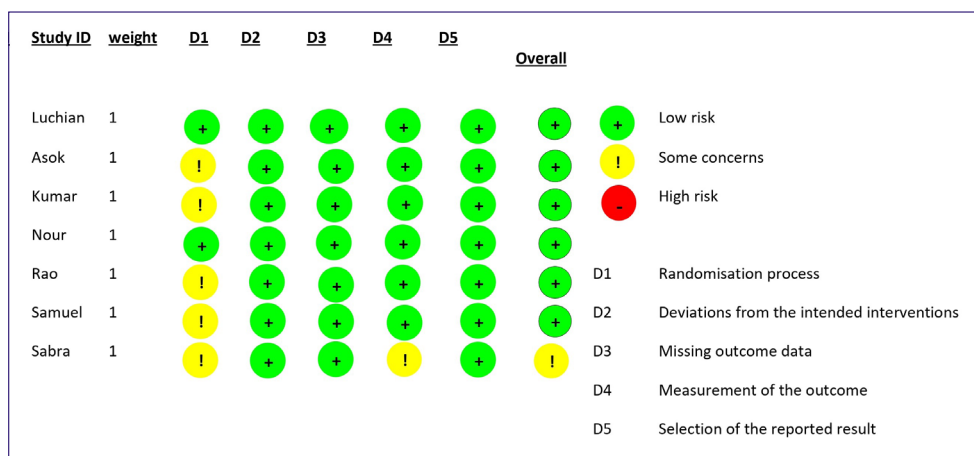 Study ID weight D1 D2 D3 D4 D5
Overall
Luchian 1 + + + + + + + Low risk
Asok 1 ! + + + + + ! Some concerns
Kumar 1 ! + + + + + - High risk
Nour 1 + + + + + +
Rao 1 ! + + + + + D1 Randomisation process
Samuel 1 ! + + + + + D2 Deviations from the intended interventions
Sabra 1 ! + + ! + ! D3 Missing outcome data
D4 Measurement of the outcome
D5 Selection of the reported result